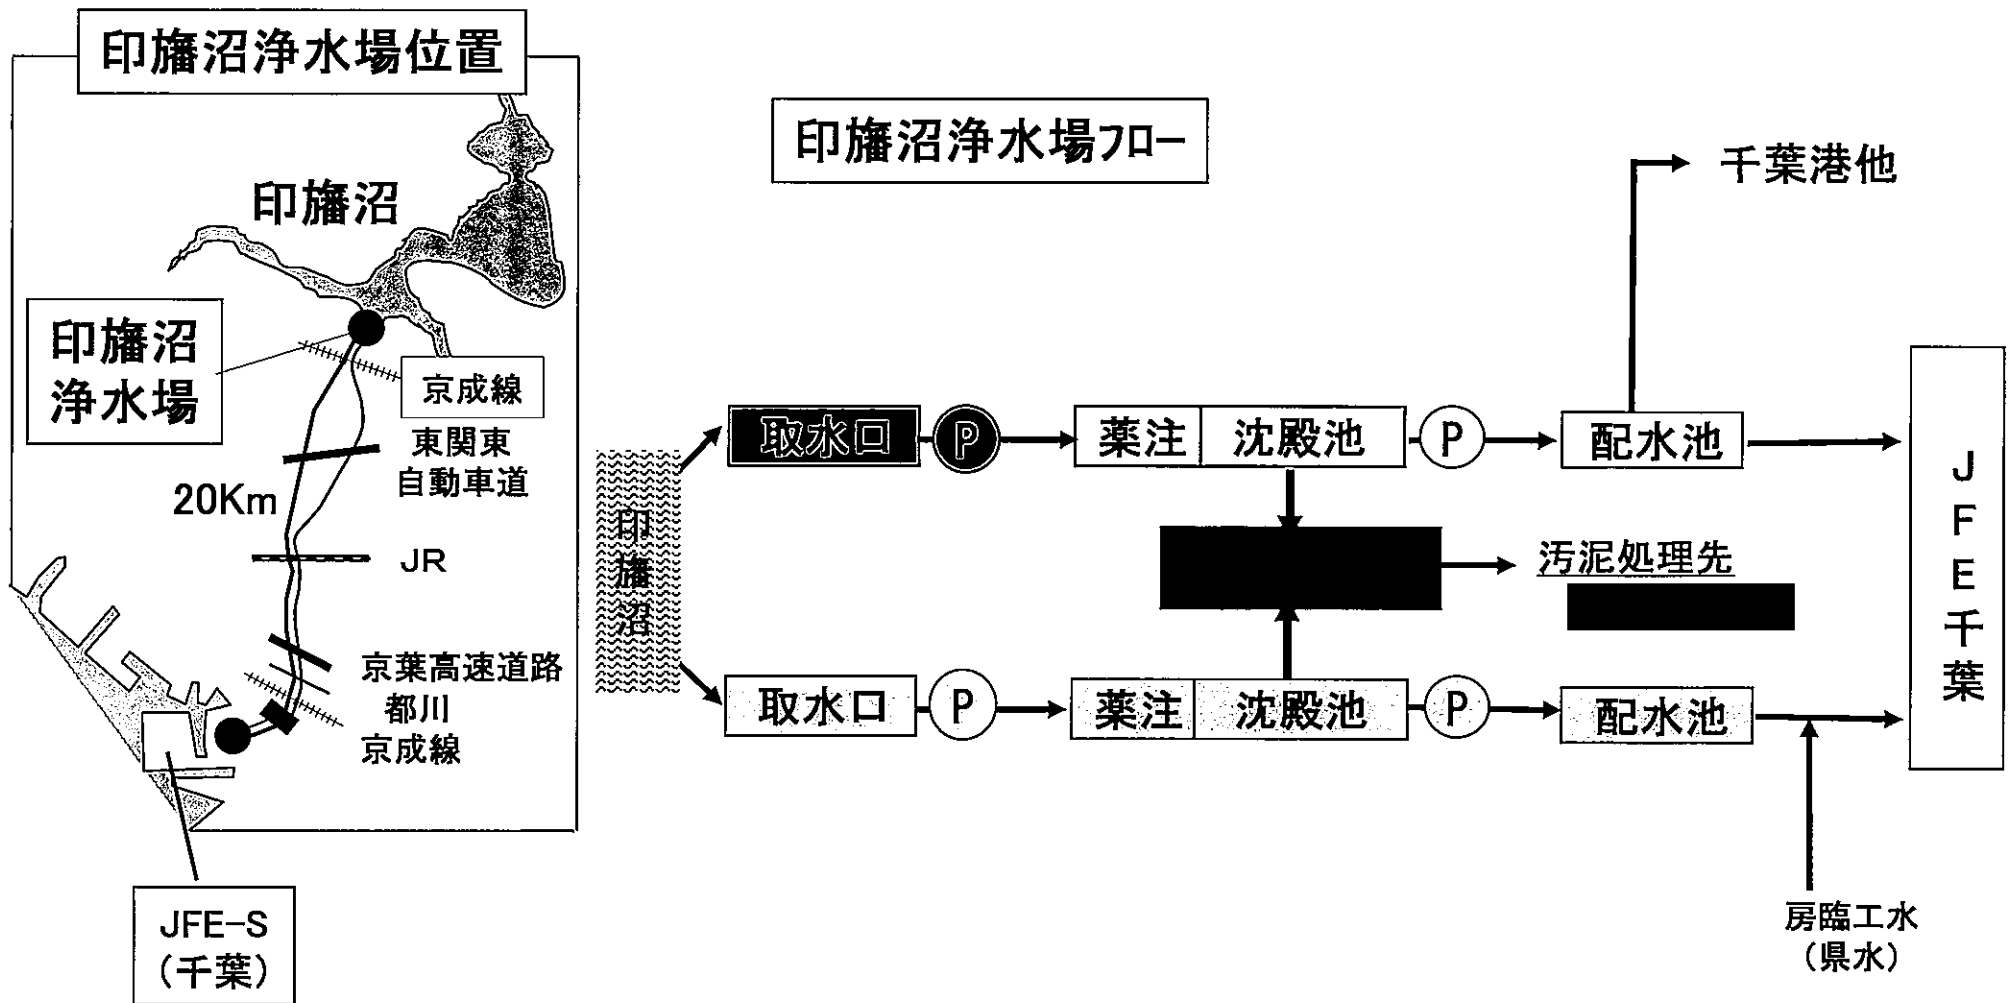 印旛沼浄水場位置
印旛沼
印旛沼
浄水場
京成線
東関東
自動車道
20Km
JR
京葉高速道路
都川
京成線
JFE-S
(千葉)
印旛沼浄水場フロー
千葉港他
印旛沼
取水口
P
薬注
沈殿池
P
配水池
汚泥処理先
取水口
P
薬注
沈殿池
P
配水池
JFE千葉
房臨工水
(県水)